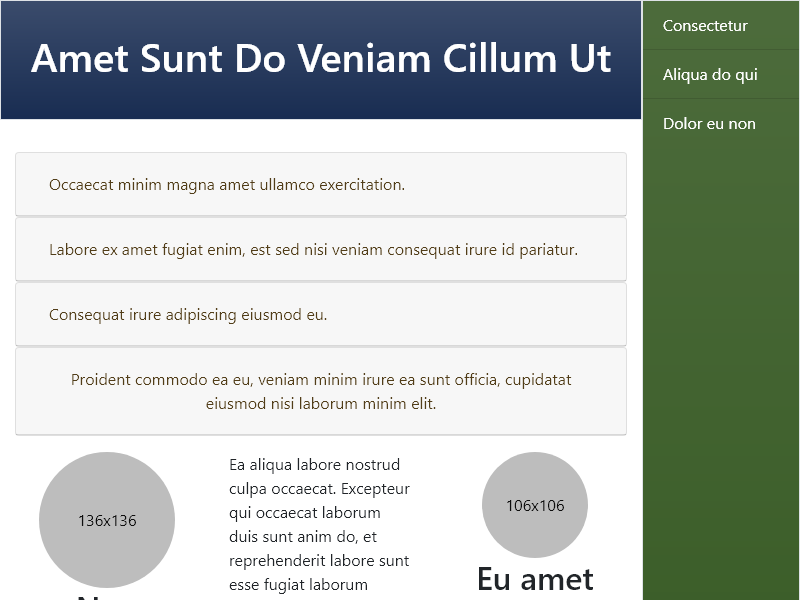 Amet Sunt Do Veniam Cillum Ut
Consectetur
Aliqua do qui
Dolor eu non
Occaecat minim magna amet ullamco exercitation.
Labore ex amet fugiat enim, est sed nisi veniam consequat irure id pariatur.
Consequat irure adipiscing eiusmod eu.
Proident commodo ea eu, veniam minim irure ea sunt officia, cupidatat
eiusmod nisi laborum minim elit.
136x136
Ea aliqua labore nostrud
culpa occaecat. Excepteur
qui occaecat laborum
duis sunt anim do, et
reprehenderit labore sunt
esse fugiat laborum
106x106
Eu amet